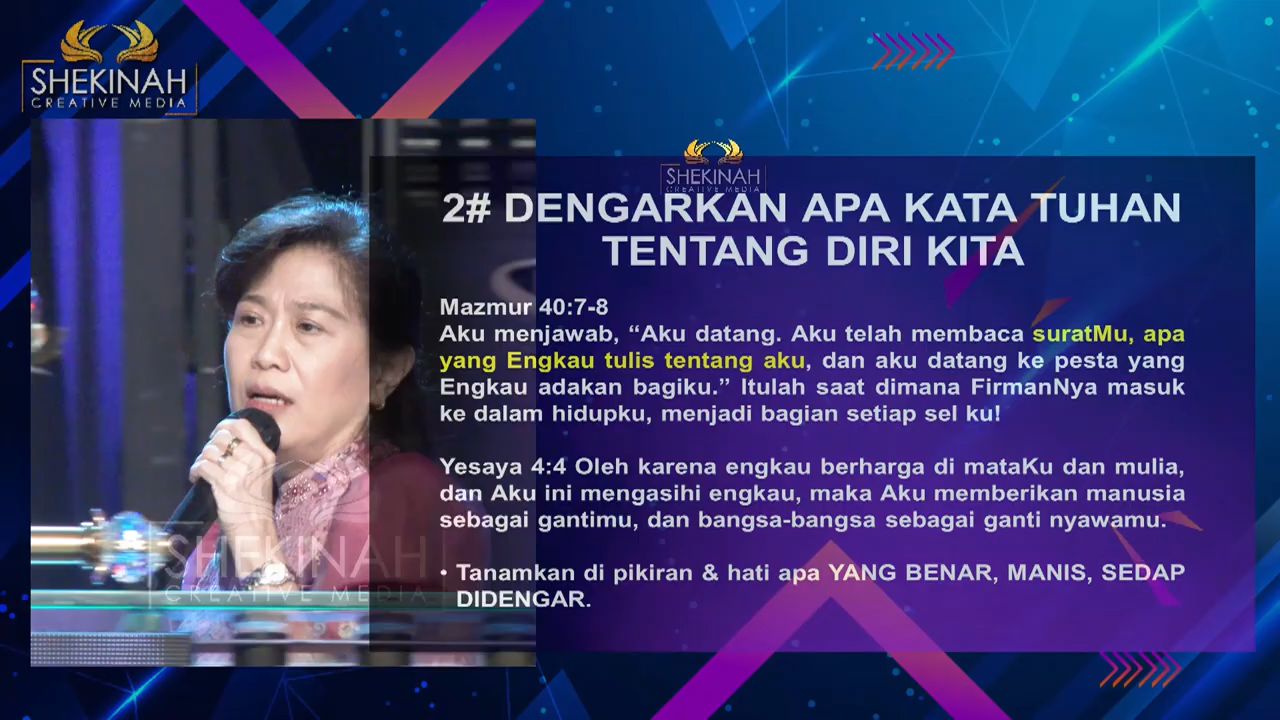 SHEKINAH
CREATIVE MEDIA
SHEKINAH
CREATIVE MEDIA
2# DENGARKAN APA KATA TUHAN
TENTANG DIRI KITA
Mazmur 40:7-8
Aku menjawab, “Aku datang. Aku telah membaca suratMu, apa
yang Engkau tulis tentang aku, dan aku datang ke pesta yang
Engkau adakan bagiku.” Itulah saat dimana FirmanNya masuk
ke dalam hidupku, menjadi bagian setiap sel ku!
Yesaya 4:4 Oleh karena engkau berharga di mataKu dan mulia,
dan Aku ini mengasihi engkau, maka Aku memberikan manusia
sebagai gantimu, dan bangsa-bangsa sebagai ganti nyawamu.
• Tanamkan di pikiran & hati apa YANG BENAR, MANIS, SEDAP
DIDENGAR.
SHEKINAH
CREATIVE MEDIA